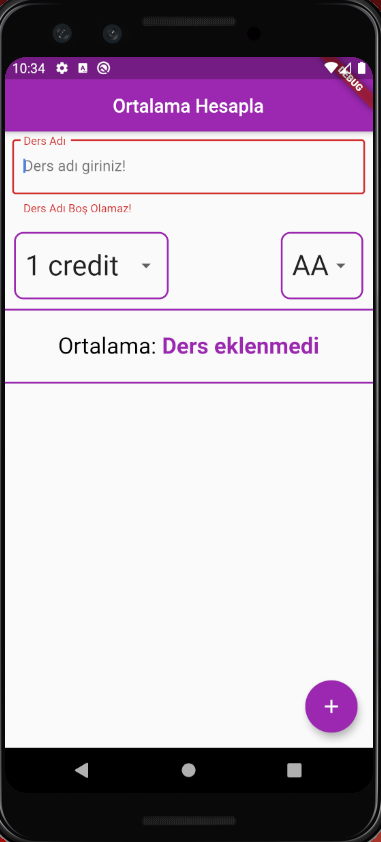 10:34
DEBUG
Ortalama Hesapla
Ders Adı
Ders adı giriniz!
Ders Adı Boş Olamaz!
1 credit
AA
Ortalama: Ders eklenmedi
+